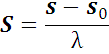 S = (s − s₀) / λ